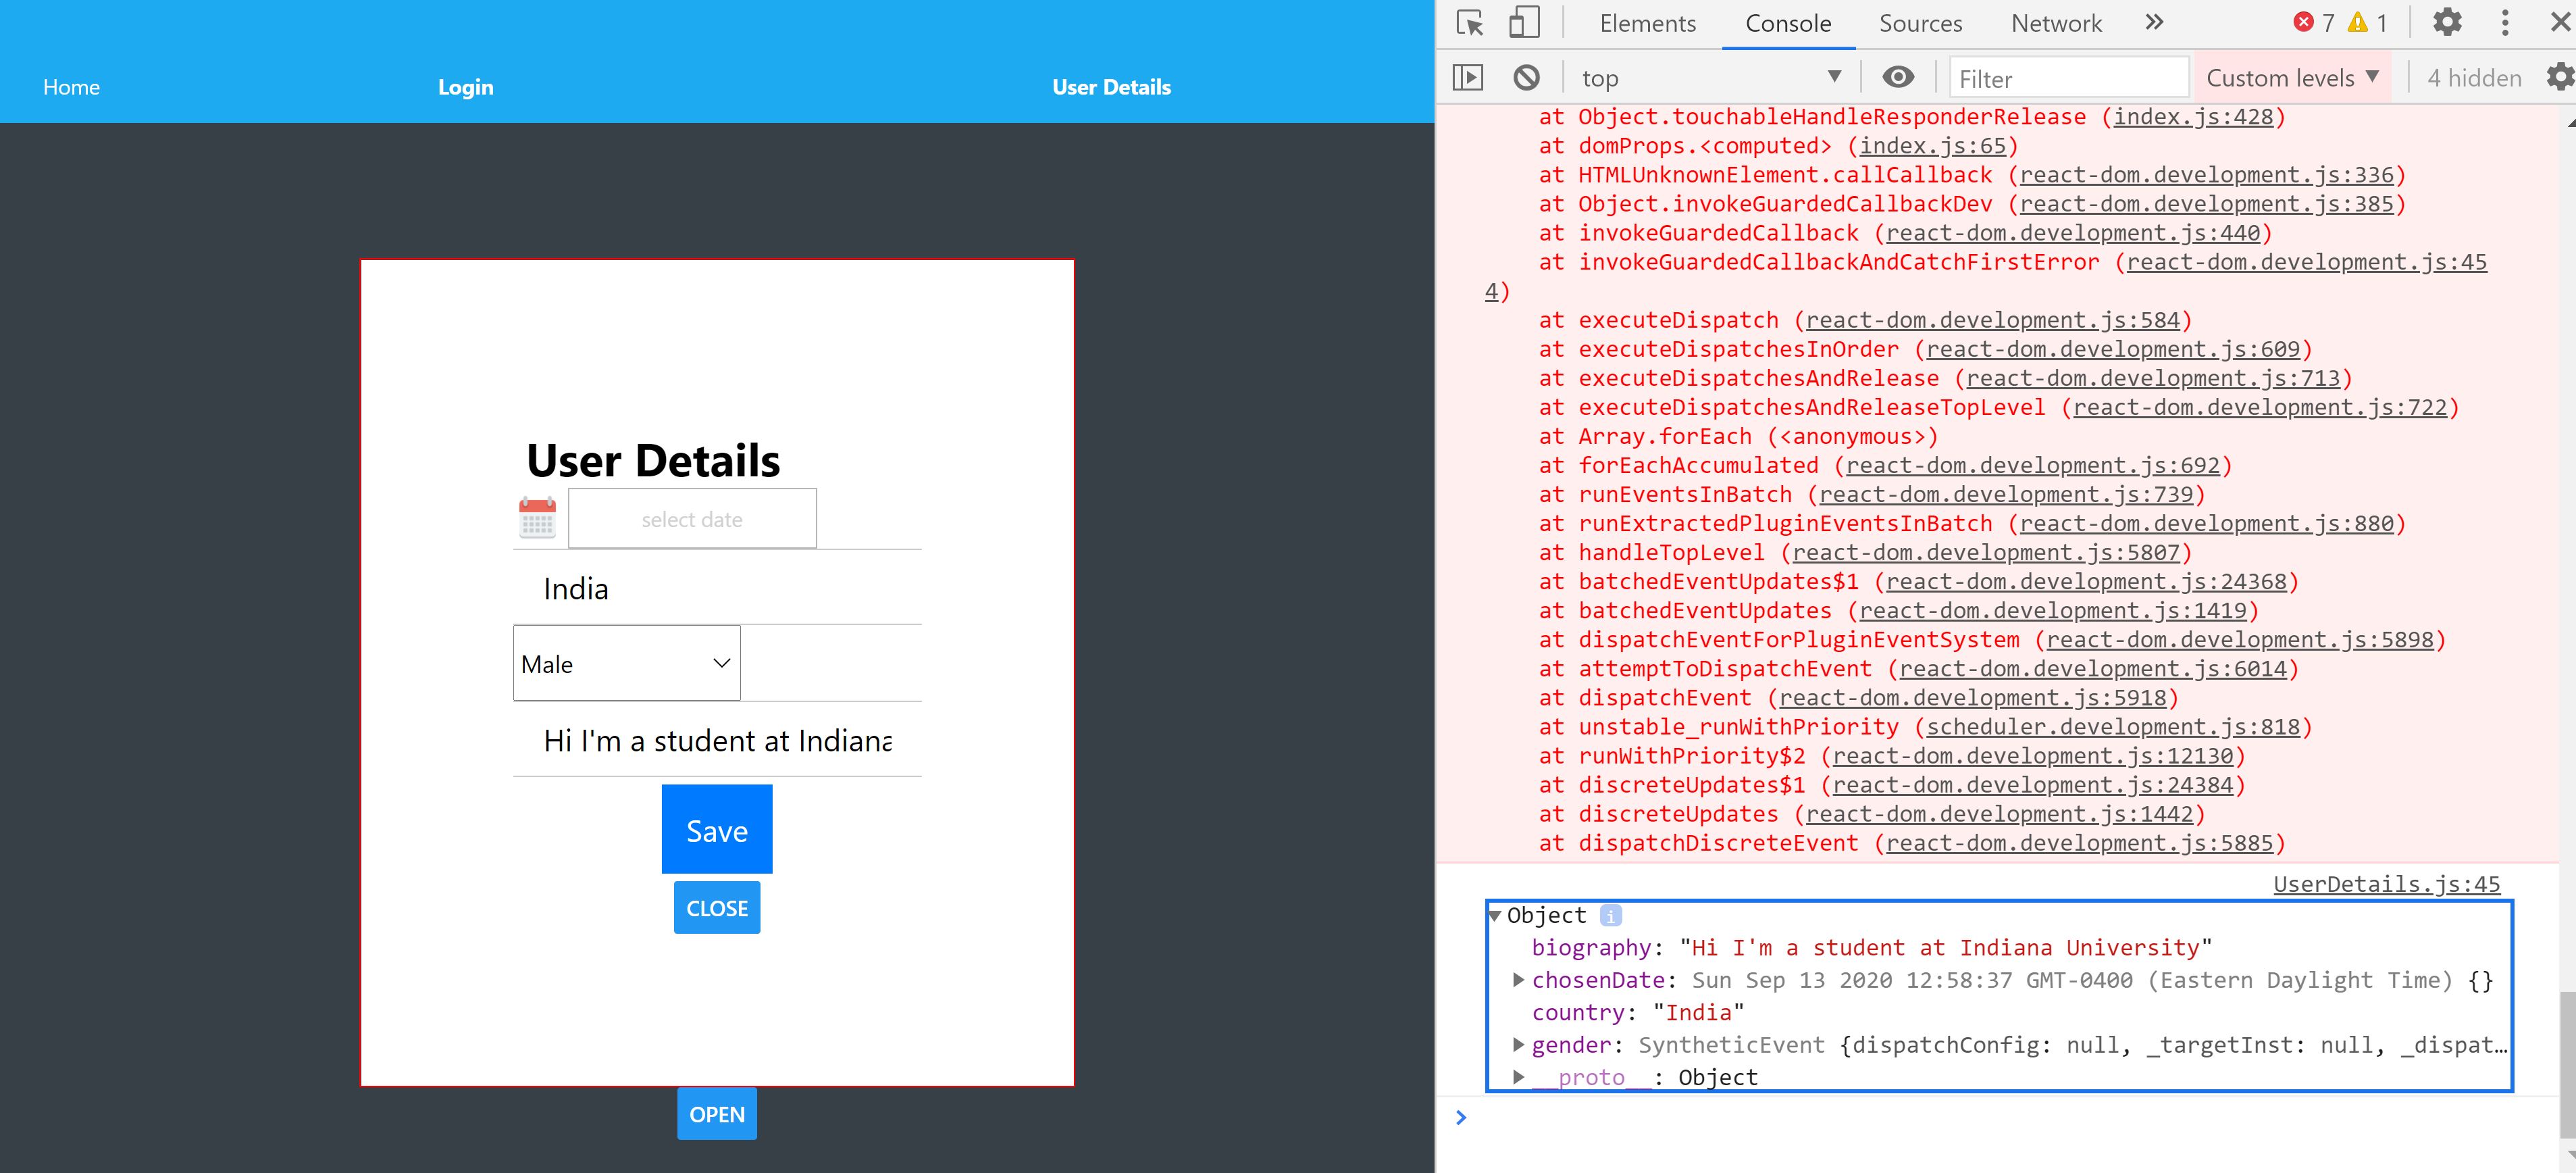 Home
Login
User Details
User Details
select date
India
Male
Hi I'm a student at Indiana
Save
CLOSE
OPEN
Elements
Console
Sources
Network
7
1
top
Filter
Custom levels
4 hidden
at Object.touchableHandleResponderRelease (index.js:428)
at domProps.<computed> (index.js:65)
at HTMLUnknownElement.callCallback (react-dom.development.js:336)
at Object.invokeGuardedCallbackDev (react-dom.development.js:385)
at invokeGuardedCallback (react-dom.development.js:440)
at invokeGuardedCallbackAndCatchFirstError (react-dom.development.js:45
4)
at executeDispatch (react-dom.development.js:584)
at executeDispatchesInOrder (react-dom.development.js:609)
at executeDispatchesAndRelease (react-dom.development.js:713)
at executeDispatchesAndReleaseTopLevel (react-dom.development.js:722)
at Array.forEach (<anonymous>)
at forEachAccumulated (react-dom.development.js:692)
at runEventsInBatch (react-dom.development.js:739)
at runExtractedPluginEventsInBatch (react-dom.development.js:880)
at handleTopLevel (react-dom.development.js:5807)
at batchedEventUpdates$1 (react-dom.development.js:24368)
at batchedEventUpdates (react-dom.development.js:1419)
at dispatchEventForPluginEventSystem (react-dom.development.js:5898)
at attemptToDispatchEvent (react-dom.development.js:6014)
at dispatchEvent (react-dom.development.js:5918)
at unstable_runWithPriority (scheduler.development.js:818)
at runWithPriority$2 (react-dom.development.js:12130)
at discreteUpdates$1 (react-dom.development.js:24384)
at discreteUpdates (react-dom.development.js:1442)
at dispatchDiscreteEvent (react-dom.development.js:5885)
UserDetails.js:45
Object i
biography: "Hi I'm a student at Indiana University"
chosenDate: Sun Sep 13 2020 12:58:37 GMT-0400 (Eastern Daylight Time) {}
country: "India"
gender: SyntheticEvent {dispatchConfig: null, _targetInst: null, _dispat…
__proto__: Object